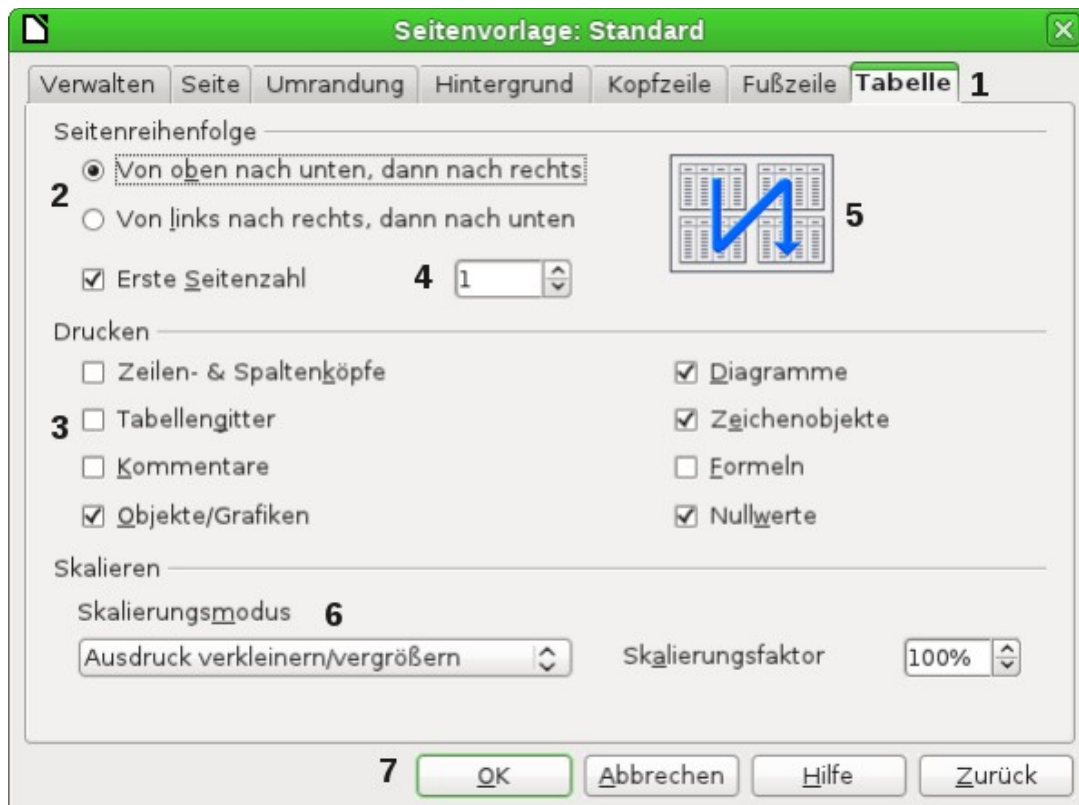 Seitenvorlage: Standard
Verwalten Seite Umrandung Hintergrund Kopfzeile Fußzeile Tabelle 1
Seitenreihenfolge
2 Von oben nach unten, dann nach rechts
Von links nach rechts, dann nach unten
5
Erste Seitenzahl 4 1
Drucken
Zeilen- & Spaltenköpfe Diagramme
3 Tabellengitter Zeichenobjekte
Kommentare Formeln
Objekte/Grafiken Nullwerte
Skalieren
Skalierungsmodus 6
Ausdruck verkleinern/vergrößern Skalierungsfaktor 100%
7 OK Abbrechen Hilfe Zurück